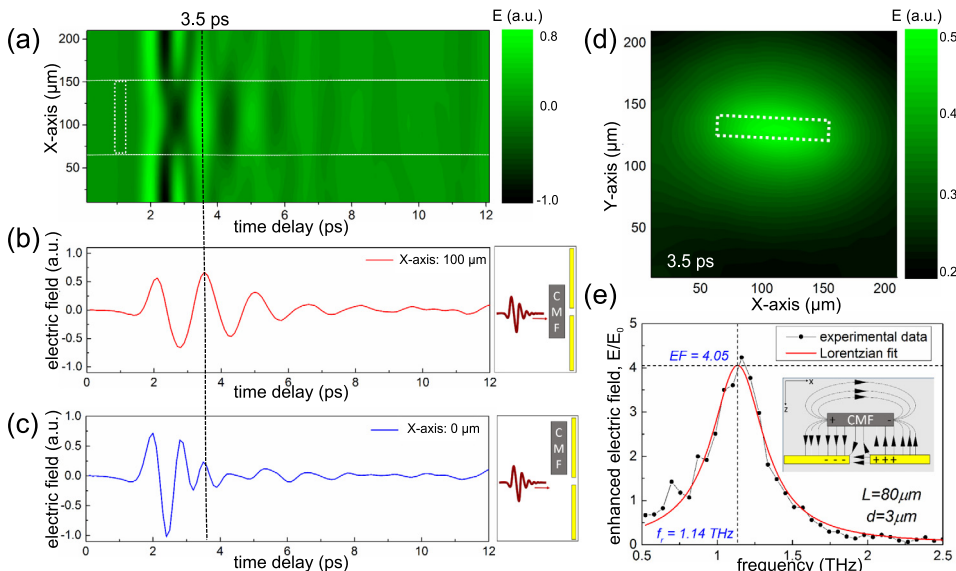 3.5 ps
(a)
E (a.u.)
X-axis (µm)
200
150
100
50
2
4
6
8
10
12
time delay (ps)
0.8
0.0
-1.0
(b)
electric field (a.u.)
1.0
0.5
0.0
-0.5
-1.0
X-axis: 100 µm
0
2
4
6
8
10
12
time delay (ps)
C
M
F
(c)
electric field (a.u.)
1.0
0.5
0.0
-0.5
-1.0
X-axis: 0 µm
0
2
4
6
8
10
12
time delay (ps)
C
M
F
(d)
E (a.u.)
Y-axis (µm)
200
150
100
50
0
3.5 ps
50
100
150
200
X-axis (µm)
0.5
0.4
0.3
0.2
(e)
enhanced electric field, E/E₀
5
4
3
2
1
0
EF = 4.05
experimental data
Lorentzian fit
x
z
+ CMF -
- - -
+++
L=80µm
d=3µm
fᵣ = 1.14 THz
0.5
1.0
1.5
2.0
2.5
frequency (THz)